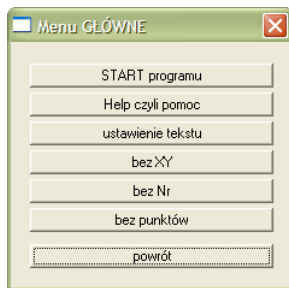 Menu GŁÓWNE
START programu
Help czyli pomoc
ustawienie tekstu
bez XY
bez Nr
bez punktów
powrót